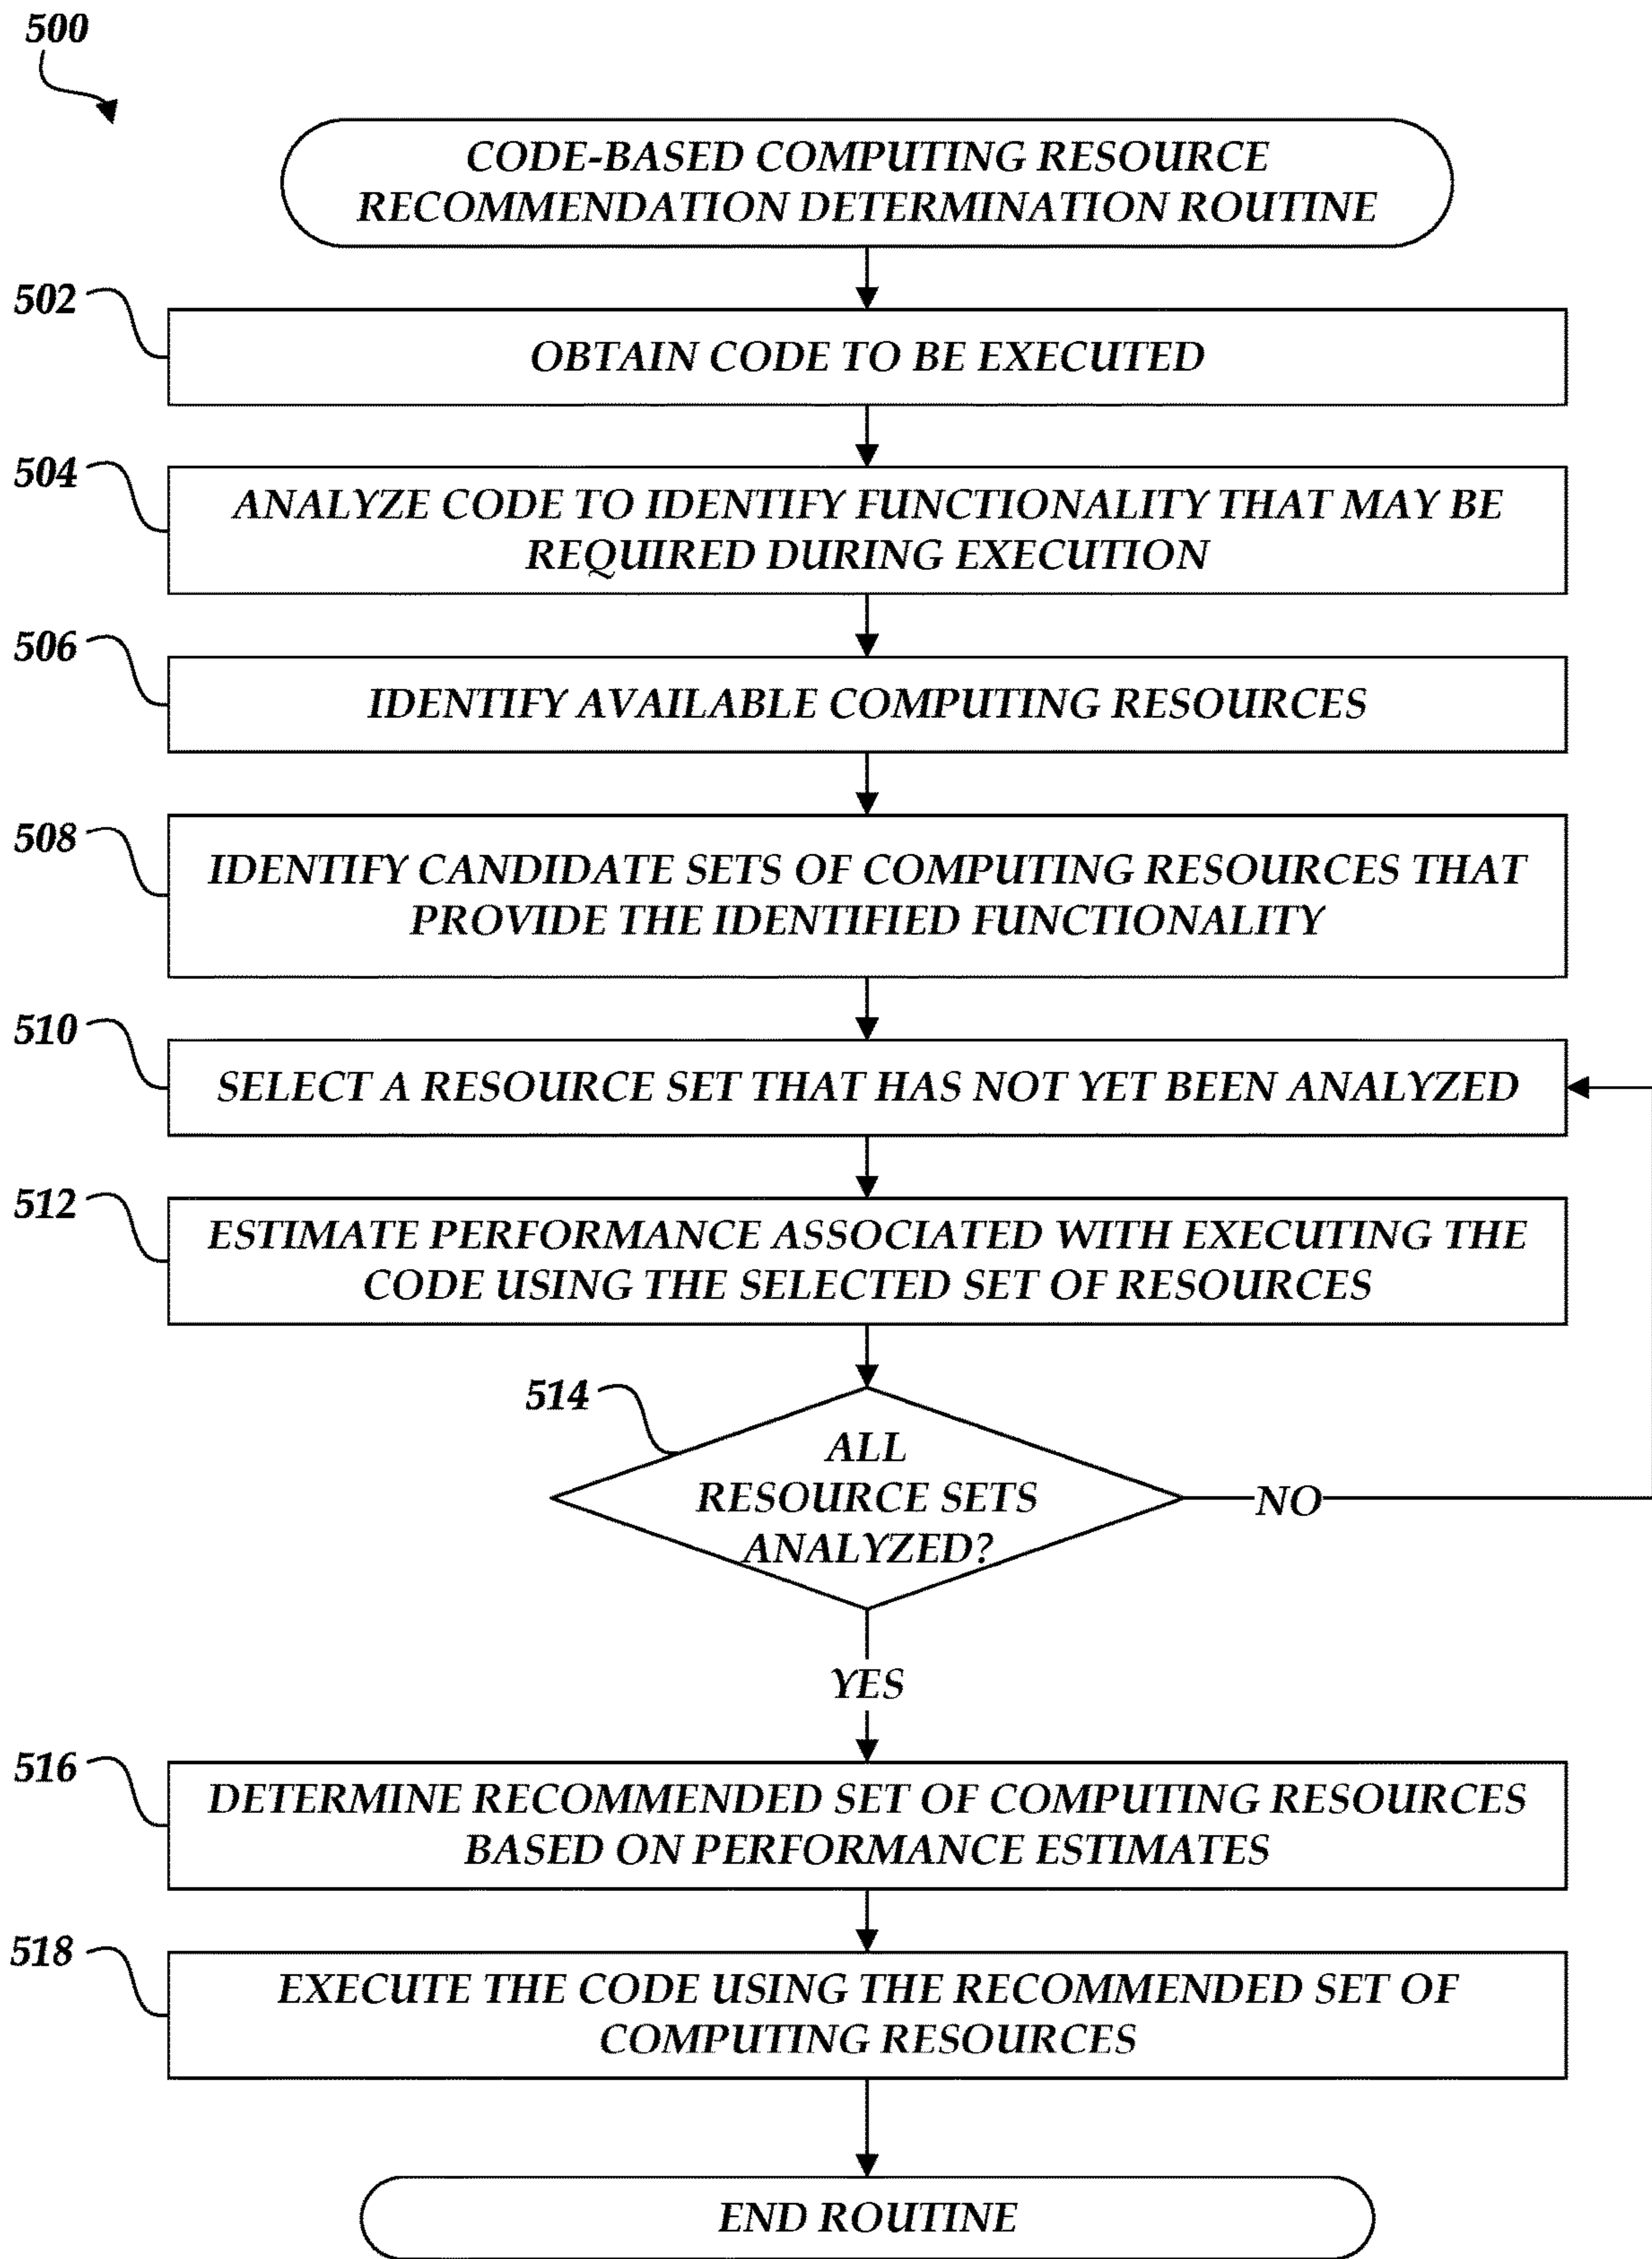 500
CODE-BASED COMPUTING RESOURCE
RECOMMENDATION DETERMINATION ROUTINE
502
OBTAIN CODE TO BE EXECUTED
504
ANALYZE CODE TO IDENTIFY FUNCTIONALITY THAT MAY BE
REQUIRED DURING EXECUTION
506
IDENTIFY AVAILABLE COMPUTING RESOURCES
508
IDENTIFY CANDIDATE SETS OF COMPUTING RESOURCES THAT
PROVIDE THE IDENTIFIED FUNCTIONALITY
510
SELECT A RESOURCE SET THAT HAS NOT YET BEEN ANALYZED
512
ESTIMATE PERFORMANCE ASSOCIATED WITH EXECUTING THE
CODE USING THE SELECTED SET OF RESOURCES
514
ALL
RESOURCE SETS
ANALYZED?
NO
YES
516
DETERMINE RECOMMENDED SET OF COMPUTING RESOURCES
BASED ON PERFORMANCE ESTIMATES
518
EXECUTE THE CODE USING THE RECOMMENDED SET OF
COMPUTING RESOURCES
END ROUTINE